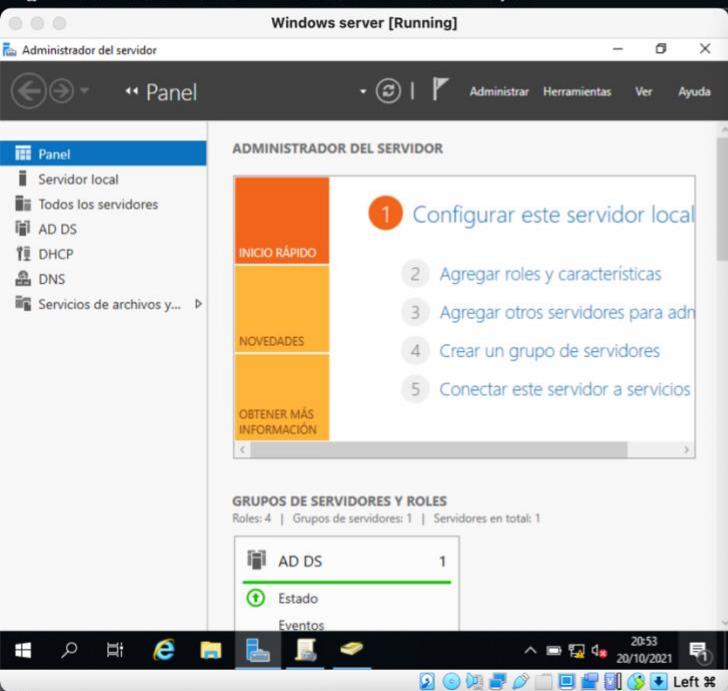 Windows server [Running]
Administrador del servidor
Panel
Administrar Herramientas Ver Ayuda
Panel
Servidor local
Todos los servidores
AD DS
DHCP
DNS
Servicios de archivos y...
ADMINISTRADOR DEL SERVIDOR
INICIO RÁPIDO
NOVEDADES
OBTENER MÁS
INFORMACIÓN
1 Configurar este servidor local
2 Agregar roles y características
3 Agregar otros servidores para adn
4 Crear un grupo de servidores
5 Conectar este servidor a servicios
GRUPOS DE SERVIDORES Y ROLES
Roles: 4 | Grupos de servidores: 1 | Servidores en total: 1
AD DS 1
Estado
Eventos
20:53
20/10/2021
1
Left ⌘